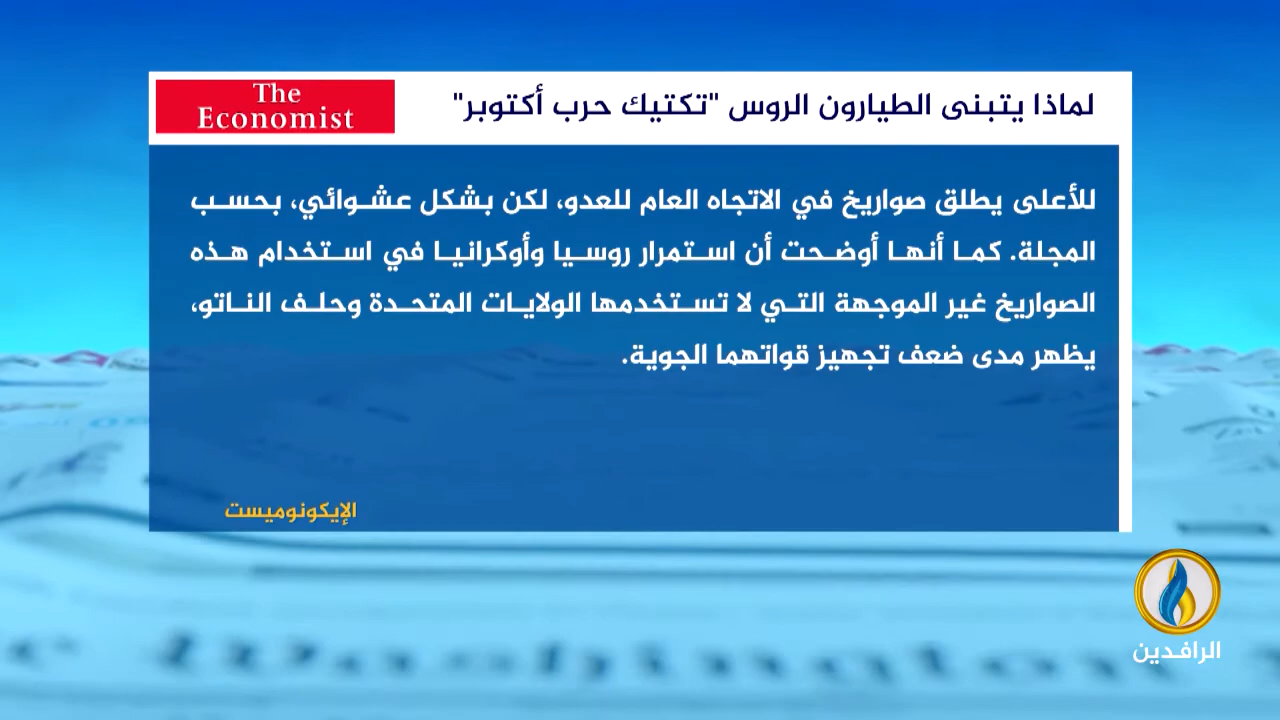 The
Economist
لماذا يتبنى الطيارون الروس "تكتيك حرب أكتوبر"
للأعلى يطلق صواريخ في الاتجاه العام للعدو، لكن بشكل عشوائي، بحسب
المجلة. كما أنها أوضحت أن استمرار روسيا وأوكرانيا في استخدام هذه
الصواريخ غير الموجهة التي لا تستخدمها الولايات المتحدة وحلف الناتو،
يظهر مدى ضعف تجهيز قواتهما الجوية.
الإيكونوميست
الرافدين
Washington